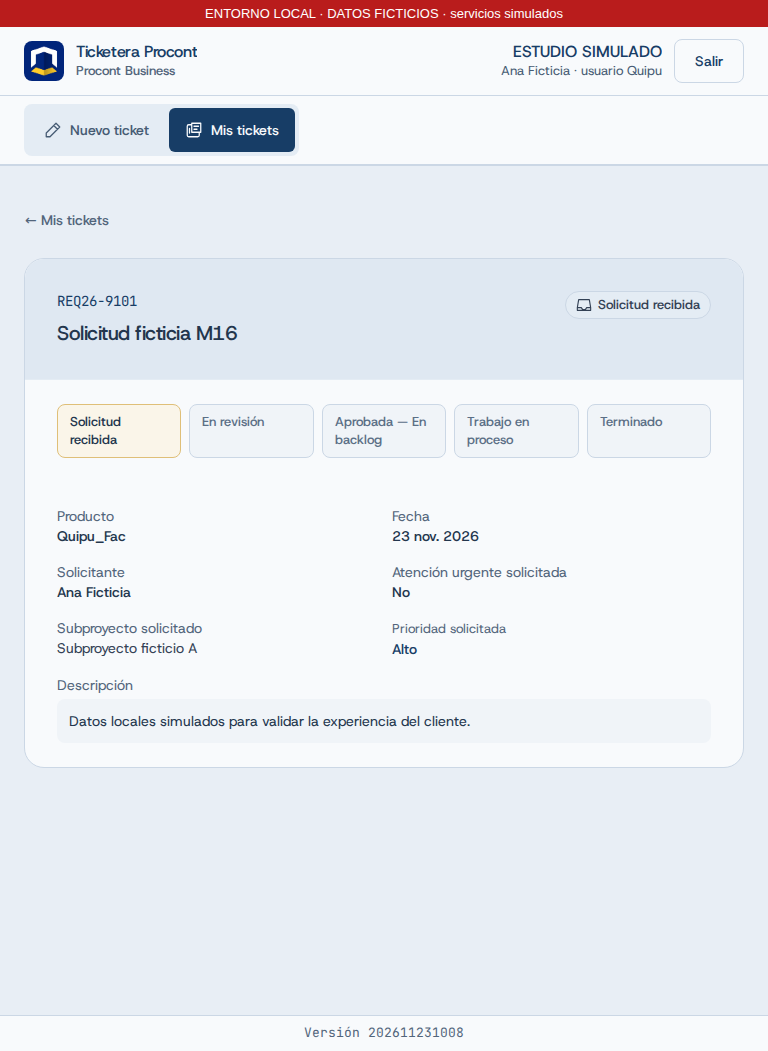 ENTORNO LOCAL · DATOS FICTICIOS · servicios simulados
Ticketera Procont
Procont Business
ESTUDIO SIMULADO
Ana Ficticia · usuario Quipu
Salir
Nuevo ticket
Mis tickets
← Mis tickets
REQ26-9101
Solicitud ficticia M16
Solicitud recibida
Solicitud
recibida
En revisión
Aprobada — En
backlog
Trabajo en
proceso
Terminado
Producto
Quipu_Fac
Fecha
23 nov. 2026
Solicitante
Ana Ficticia
Atención urgente solicitada
No
Subproyecto solicitado
Subproyecto ficticio A
Prioridad solicitada
Alto
Descripción
Datos locales simulados para validar la experiencia del cliente.
Versión 202611231008